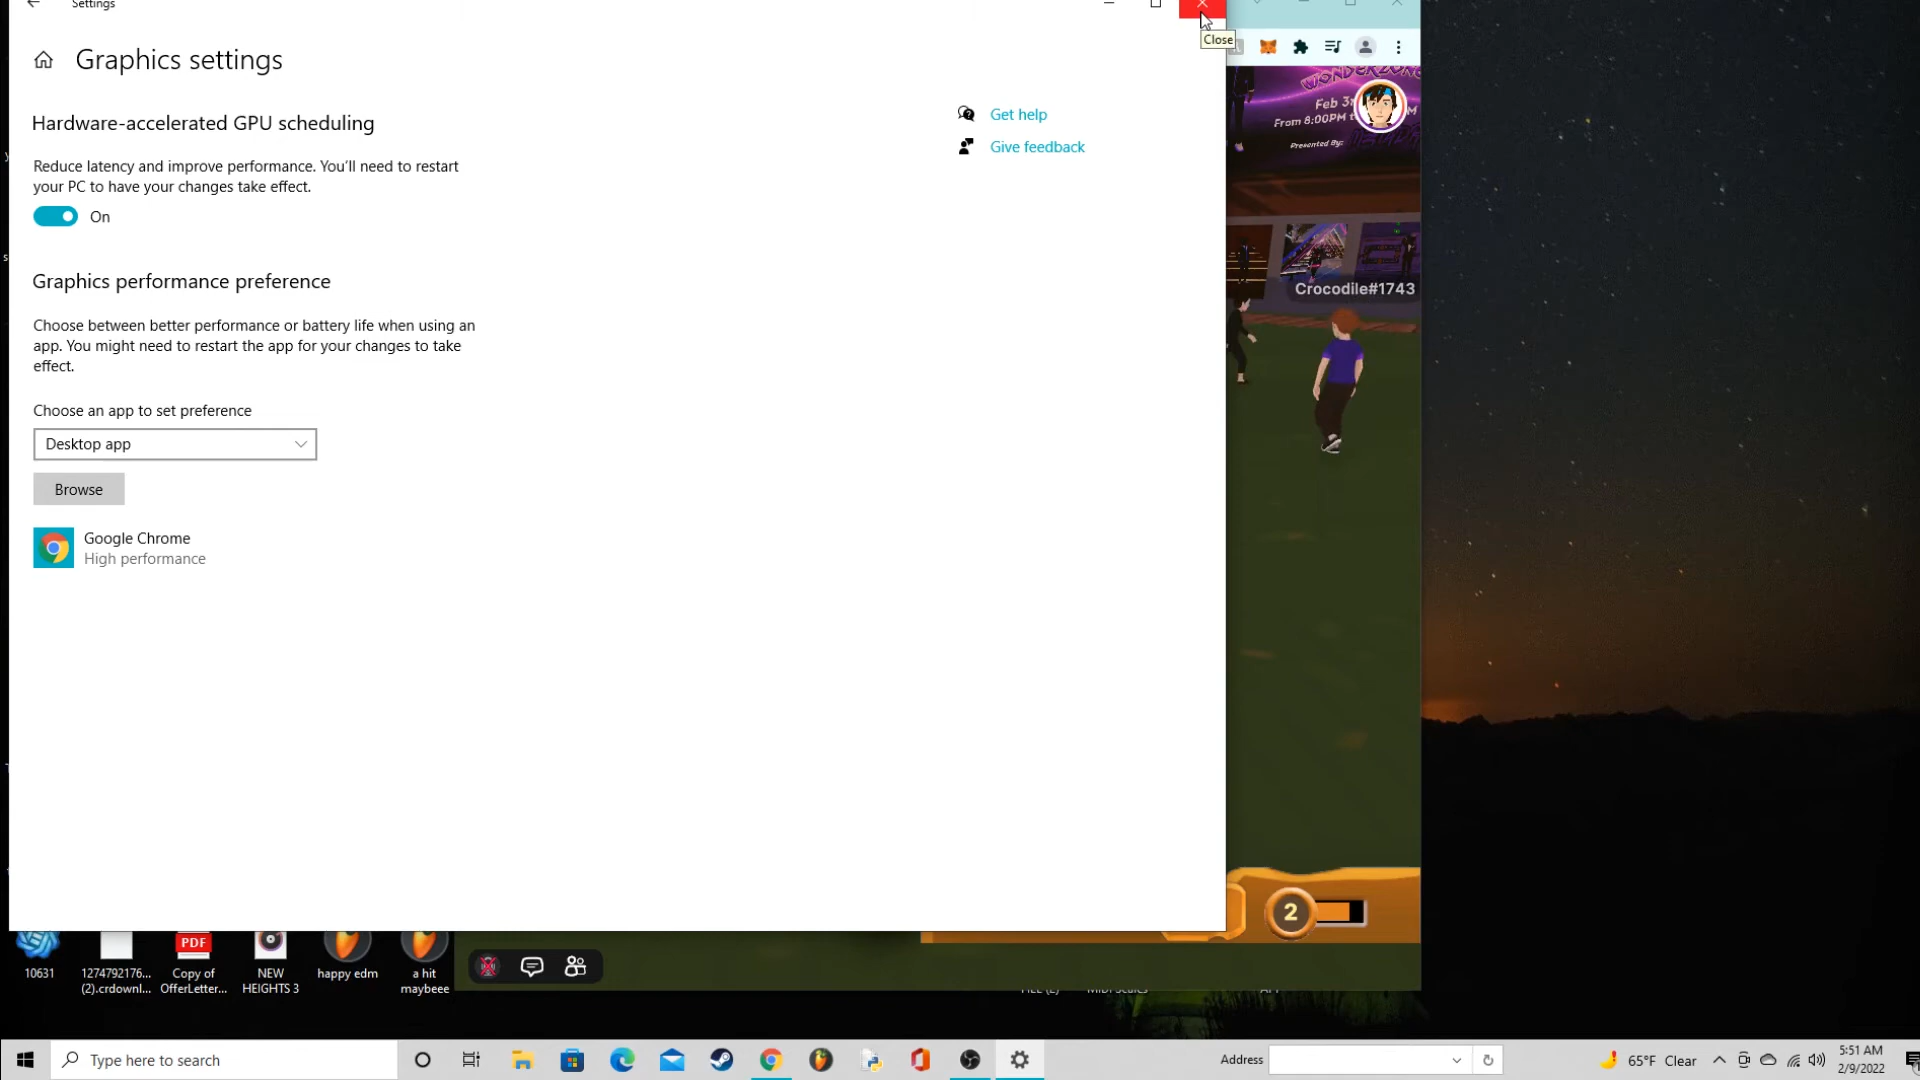 Settings
Close
Graphics settings
Hardware-accelerated GPU scheduling
Reduce latency and improve performance. You'll need to restart
your PC to have your changes take effect.
On
Get help
Give feedback
Graphics performance preference
Choose between better performance or battery life when using an
app. You might need to restart the app for your changes to take
effect.
Choose an app to set preference
Desktop app
Browse
Google Chrome
High performance
WONDERZONE
Feb 3r
From 8:00PM t
Presented By:
Crocodile#1743
2
10631
1274792176...
(2).crdownl...
PDF
Copy of
OfferLetter...
NEW
HEIGHTS 3
happy edm
a hit
maybeee
Type here to search
Address
65°F Clear
5:51 AM
2/9/2022